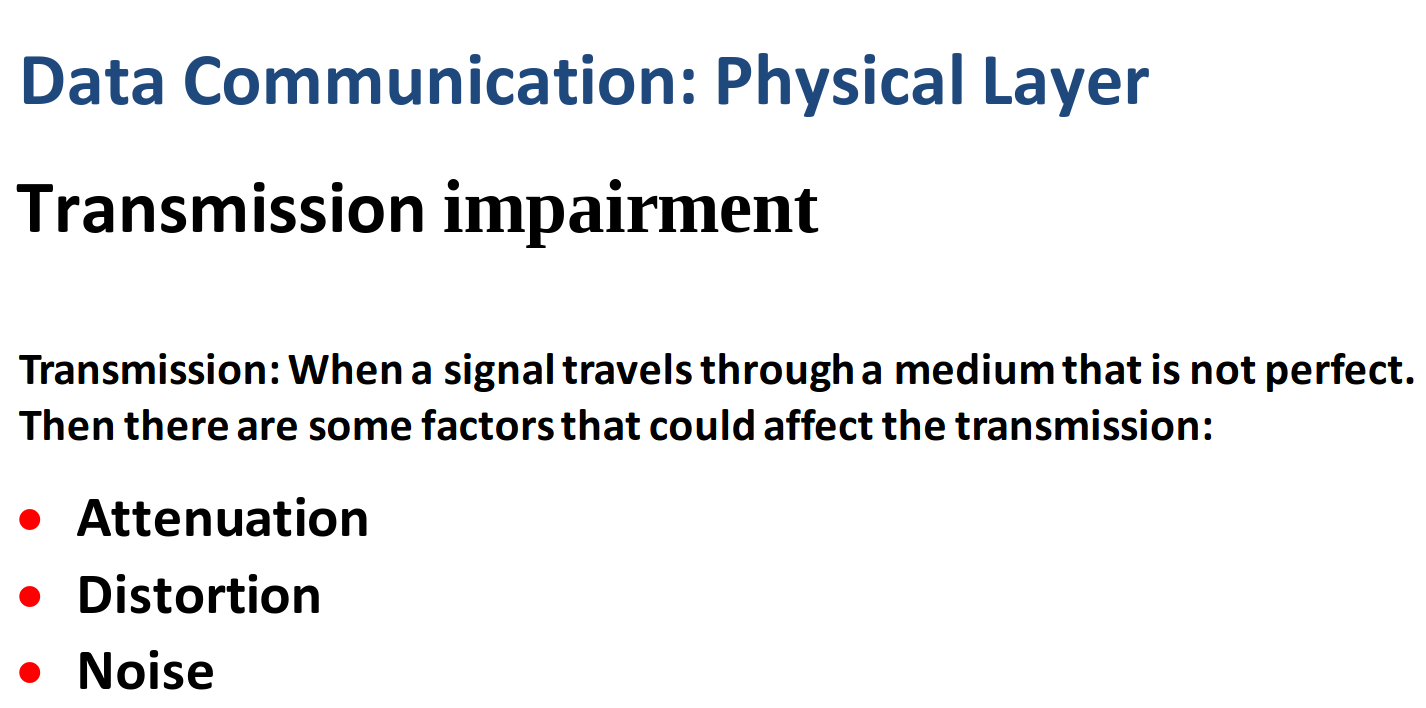 Data Communication: Physical Layer
Transmission impairment
Transmission: When a signal travels through a medium that is not perfect.
Then there are some factors that could affect the transmission:
• Attenuation
• Distortion
• Noise